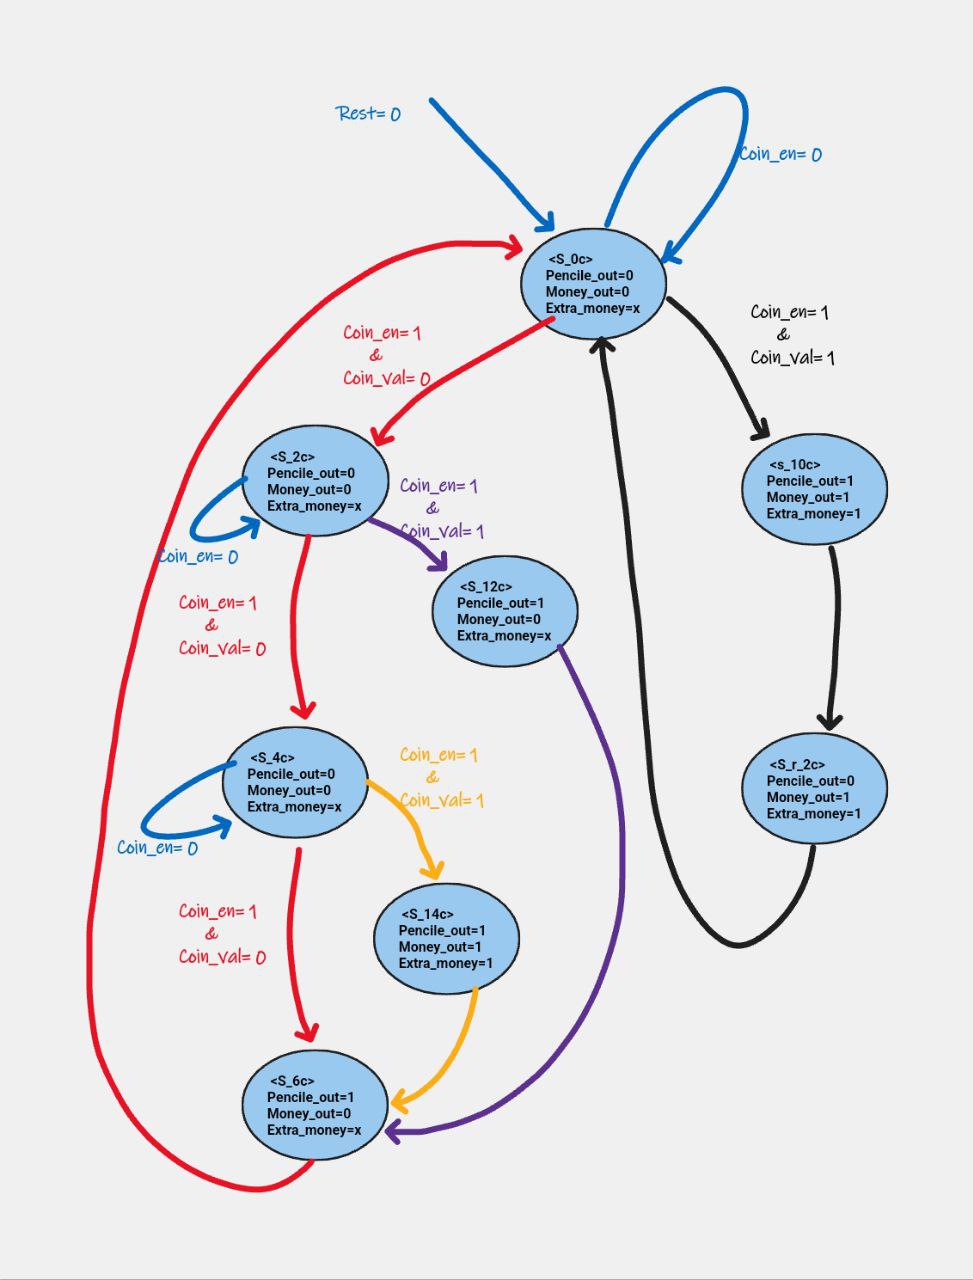 Rest= 0
Coin_en= 0
<S_0c>
Pencile_out=0
Money_out=0
Extra_money=x
Coin_en= 1
&
Coin_val= 1
Coin_en= 1
&
Coin_val= 0
<S_2c>
Pencile_out=0
Money_out=0
Extra_money=x
Coin_en= 0
Coin_en= 1
&
Coin_val= 1
<s_10c>
Pencile_out=1
Money_out=1
Extra_money=1
<S_12c>
Pencile_out=1
Money_out=0
Extra_money=x
Coin_en= 1
&
Coin_val= 0
<S_4c>
Pencile_out=0
Money_out=0
Extra_money=x
Coin_en= 0
Coin_en= 1
&
Coin_val= 1
<S_r_2c>
Pencile_out=0
Money_out=1
Extra_money=1
Coin_en= 1
&
Coin_val= 0
<S_14c>
Pencile_out=1
Money_out=1
Extra_money=1
<S_6c>
Pencile_out=1
Money_out=0
Extra_money=x